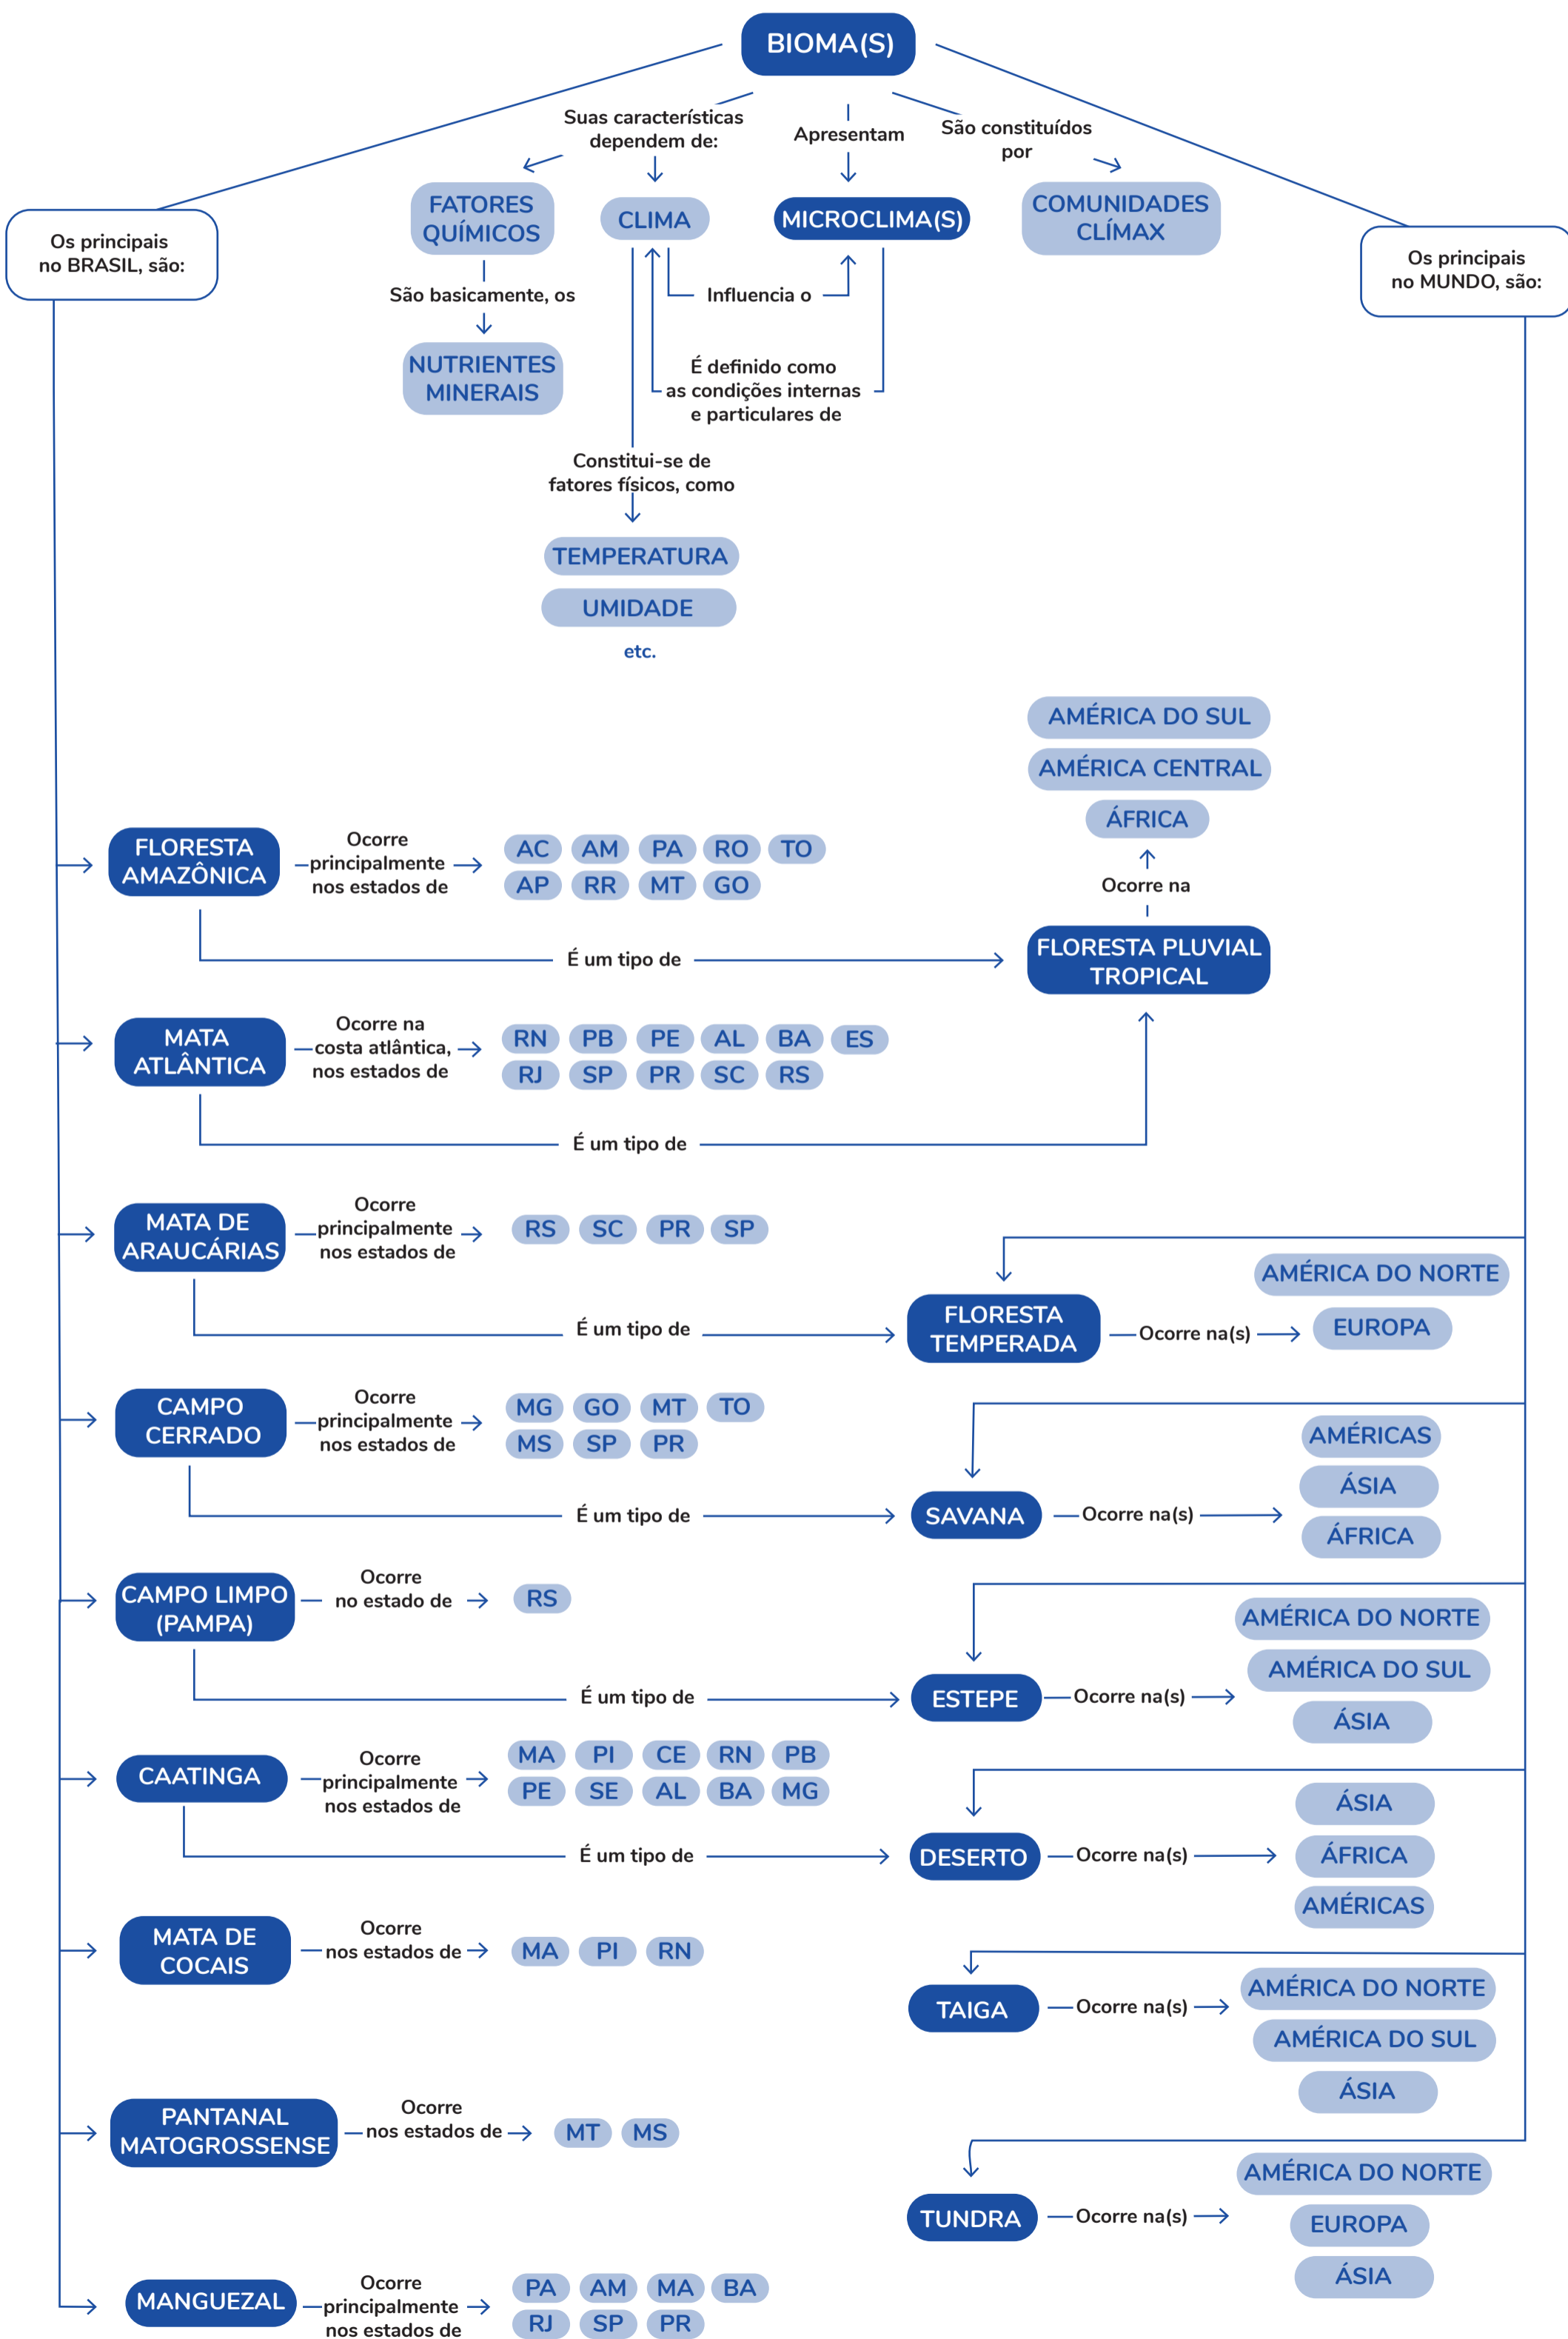 BIOMA(S)
Suas características
dependem de:
Apresentam
São constituídos
por
Os principais
no BRASIL, são:
FATORES
QUÍMICOS
CLIMA
MICROCLIMA(S)
COMUNIDADES
CLÍMAX
Os principais
no MUNDO, são:
São basicamente, os
Influencia o
NUTRIENTES
MINERAIS
É definido como
as condições internas
e particulares de
Constitui-se de
fatores físicos, como
TEMPERATURA
UMIDADE
etc.
AMÉRICA DO SUL
AMÉRICA CENTRAL
ÁFRICA
Ocorre na
FLORESTA PLUVIAL
TROPICAL
FLORESTA
AMAZÔNICA
Ocorre
principalmente
nos estados de
AC AM PA RO TO
AP RR MT GO
É um tipo de
MATA
ATLÂNTICA
Ocorre na
costa atlântica,
nos estados de
RN PB PE AL BA ES
RJ SP PR SC RS
É um tipo de
MATA DE
ARAUCÁRIAS
Ocorre
principalmente
nos estados de
RS SC PR SP
É um tipo de
FLORESTA
TEMPERADA
Ocorre na(s)
AMÉRICA DO NORTE
EUROPA
CAMPO
CERRADO
Ocorre
principalmente
nos estados de
MG GO MT TO
MS SP PR
É um tipo de
SAVANA
Ocorre na(s)
AMÉRICAS
ÁSIA
ÁFRICA
CAMPO LIMPO
(PAMPA)
Ocorre
no estado de
RS
É um tipo de
ESTEPE
Ocorre na(s)
AMÉRICA DO NORTE
AMÉRICA DO SUL
ÁSIA
CAATINGA
Ocorre
principalmente
nos estados de
MA PI CE RN PB
PE SE AL BA MG
É um tipo de
DESERTO
Ocorre na(s)
ÁSIA
ÁFRICA
AMÉRICAS
MATA DE
COCAIS
Ocorre
nos estados de
MA PI RN
TAIGA
Ocorre na(s)
AMÉRICA DO NORTE
AMÉRICA DO SUL
ÁSIA
PANTANAL
MATOGROSSENSE
Ocorre
nos estados de
MT MS
TUNDRA
Ocorre na(s)
AMÉRICA DO NORTE
EUROPA
ÁSIA
MANGUEZAL
Ocorre
principalmente
nos estados de
PA AM MA BA
RJ SP PR